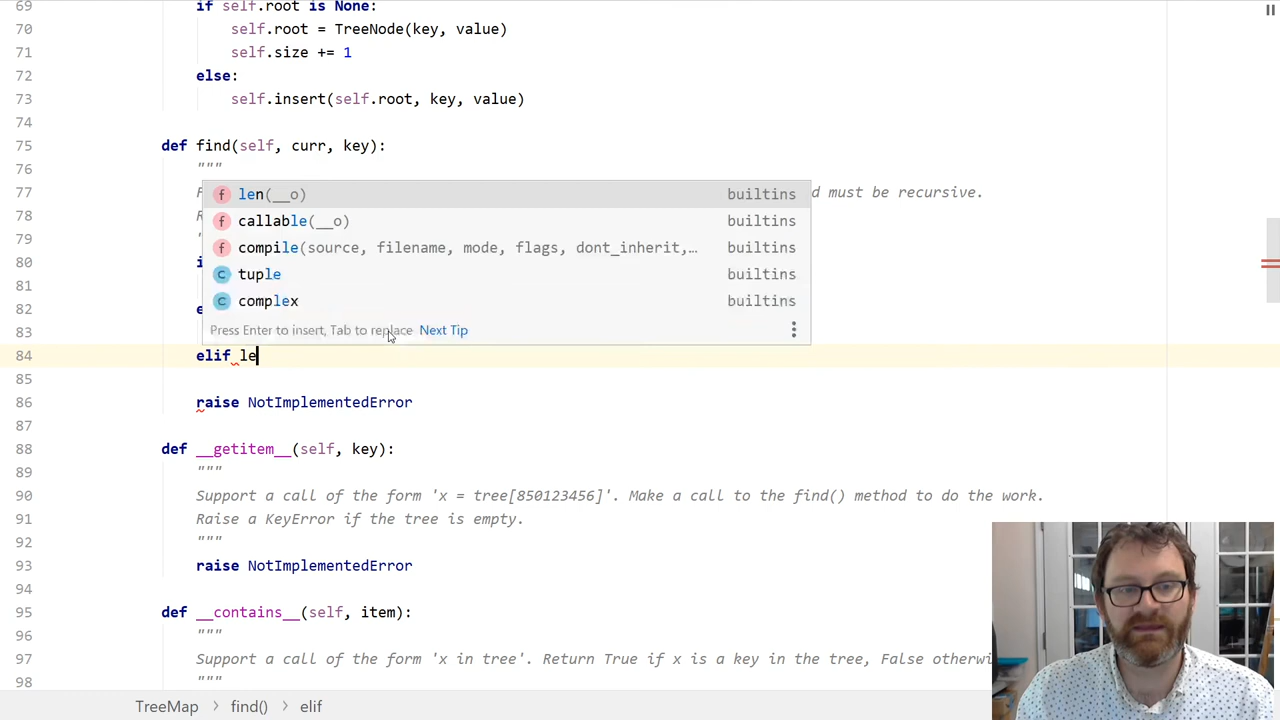 69 if self.root is None:
70 self.root = TreeNode(key, value)
71 self.size += 1
72 else:
73 self.insert(self.root, key, value)
74
75 def find(self, curr, key):
76 """
77 F d must be recursive.
78 R
79 '
80 i
81
82 e
83
84 elif le
85
86 raise NotImplementedError
87
88 def __getitem__(self, key):
89 """
90 Support a call of the form 'x = tree[850123456]'. Make a call to the find() method to do the work.
91 Raise a KeyError if the tree is empty.
92 """
93 raise NotImplementedError
94
95 def __contains__(self, item):
96 """
97 Support a call of the form 'x in tree'. Return True if x is a key in the tree, False otherwi
98 """
len(__o) builtins
callable(__o) builtins
compile(source, filename, mode, flags, dont_inherit,… builtins
tuple builtins
complex builtins
Press Enter to insert, Tab to replace Next Tip
TreeMap > find() > elif